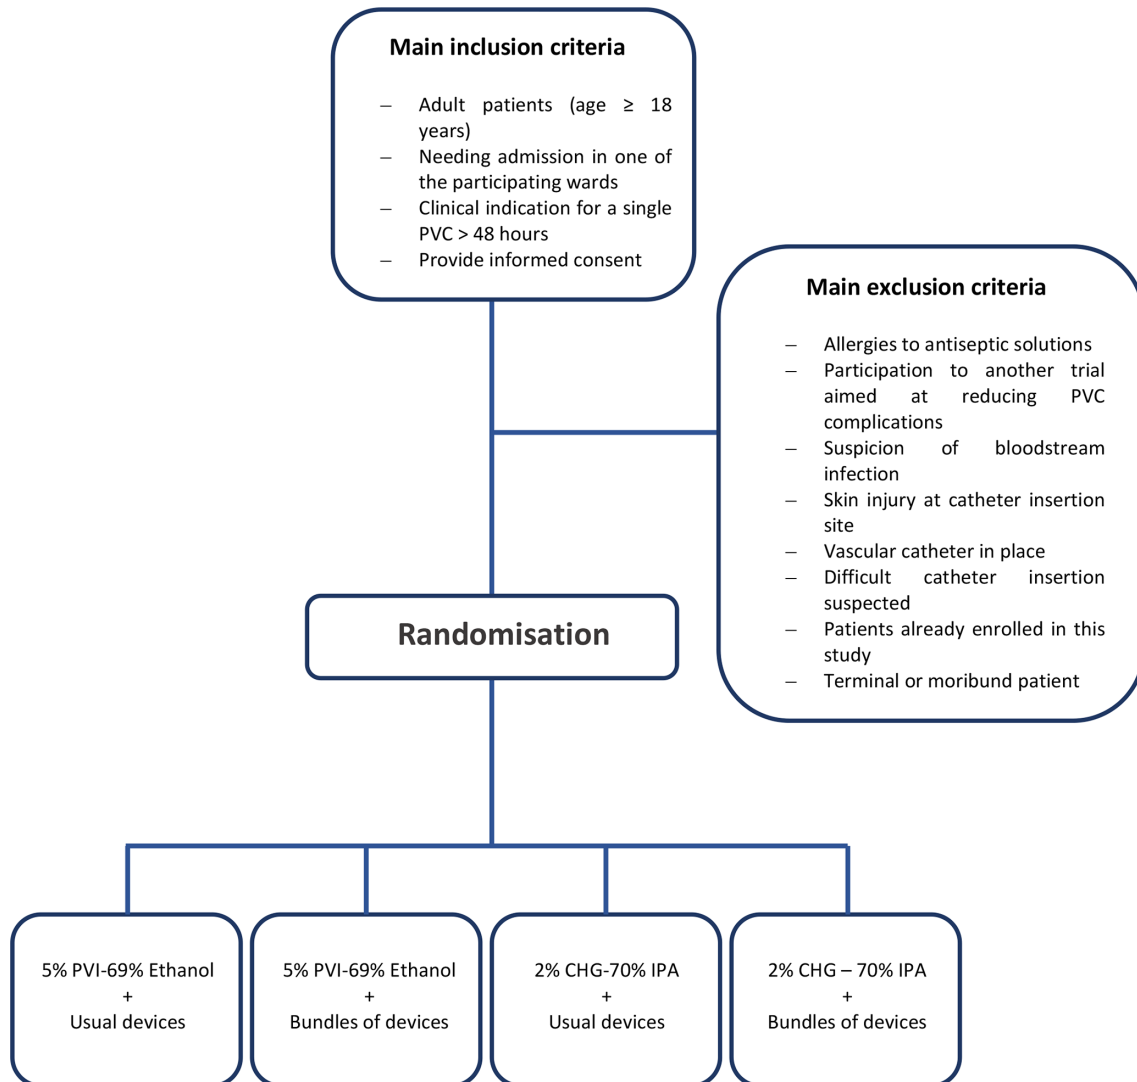 Main inclusion criteria
– Adult patients (age ≥ 18
years)
– Needing admission in one of
the participating wards
– Clinical indication for a single
PVC > 48 hours
– Provide informed consent
Main exclusion criteria
– Allergies to antiseptic solutions
– Participation to another trial
aimed at reducing PVC
complications
– Suspicion of bloodstream
infection
– Skin injury at catheter insertion
site
– Vascular catheter in place
– Difficult catheter insertion
suspected
– Patients already enrolled in this
study
– Terminal or moribund patient
Randomisation
5% PVI-69% Ethanol
+
Usual devices
5% PVI-69% Ethanol
+
Bundles of devices
2% CHG-70% IPA
+
Usual devices
2% CHG – 70% IPA
+
Bundles of devices